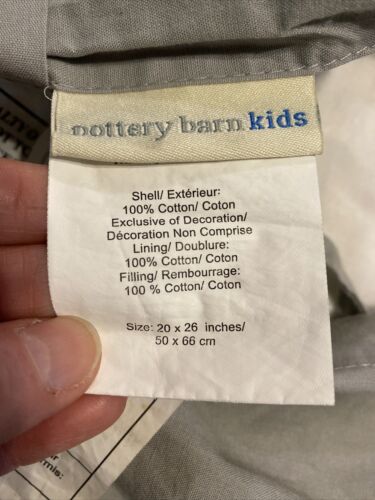 pottery barn kids
Shell/ Extérieur:
100% Cotton/ Coton
Exclusive of Decoration/
Décoration Non Comprise
Lining/ Doublure:
100% Cotton/ Coton
Filling/ Rembourrage:
100 % Cotton/ Coton
Size: 20 x 26 inches/
50 x 66 cm